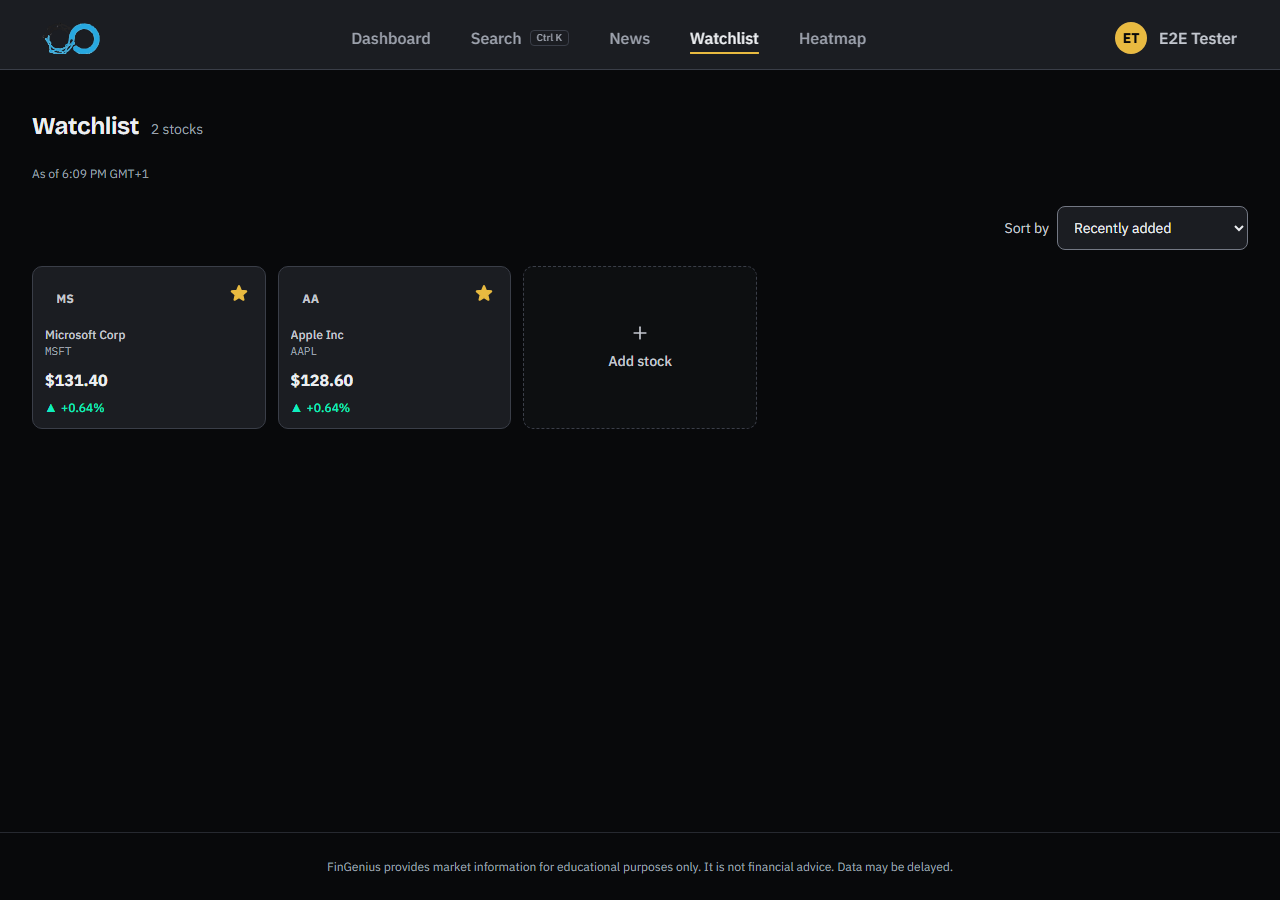 Dashboard
Search Ctrl K
News
Watchlist
Heatmap
ET
E2E Tester
Watchlist 2 stocks
As of 6:09 PM GMT+1
Sort by Recently added
MS
Microsoft Corp
MSFT
$131.40
▲ +0.64%
AA
Apple Inc
AAPL
$128.60
▲ +0.64%
+
Add stock
FinGenius provides market information for educational purposes only. It is not financial advice. Data may be delayed.